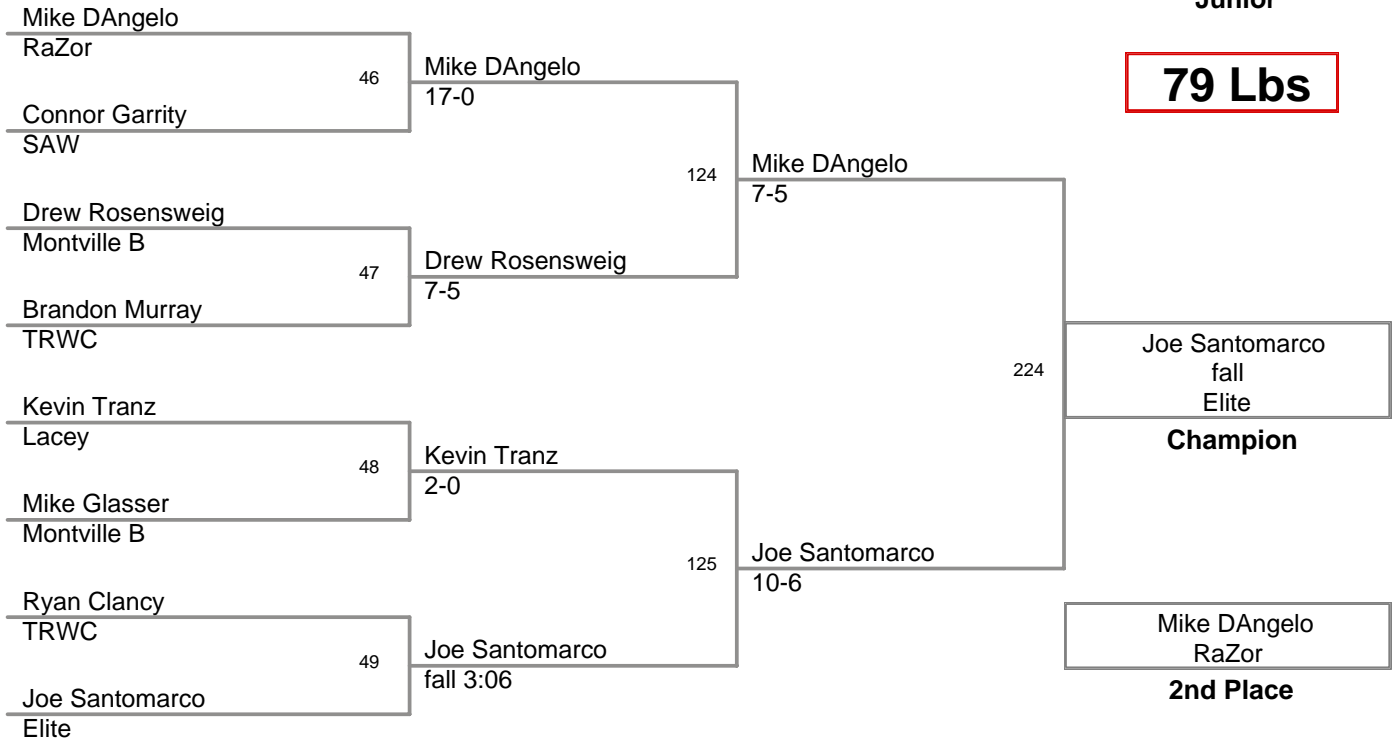 Junior
79 Lbs
Mike DAngelo
RaZor
46
Connor Garrity
SAW
Mike DAngelo
17-0
Drew Rosensweig
Montville B
47
Brandon Murray
TRWC
Drew Rosensweig
7-5
124
Mike DAngelo
7-5
Kevin Tranz
Lacey
48
Mike Glasser
Montville B
Kevin Tranz
2-0
Ryan Clancy
TRWC
49
Joe Santomarco
Elite
Joe Santomarco
fall 3:06
125
Joe Santomarco
10-6
224
Joe Santomarco
fall
Elite
Champion
Mike DAngelo
RaZor
2nd Place